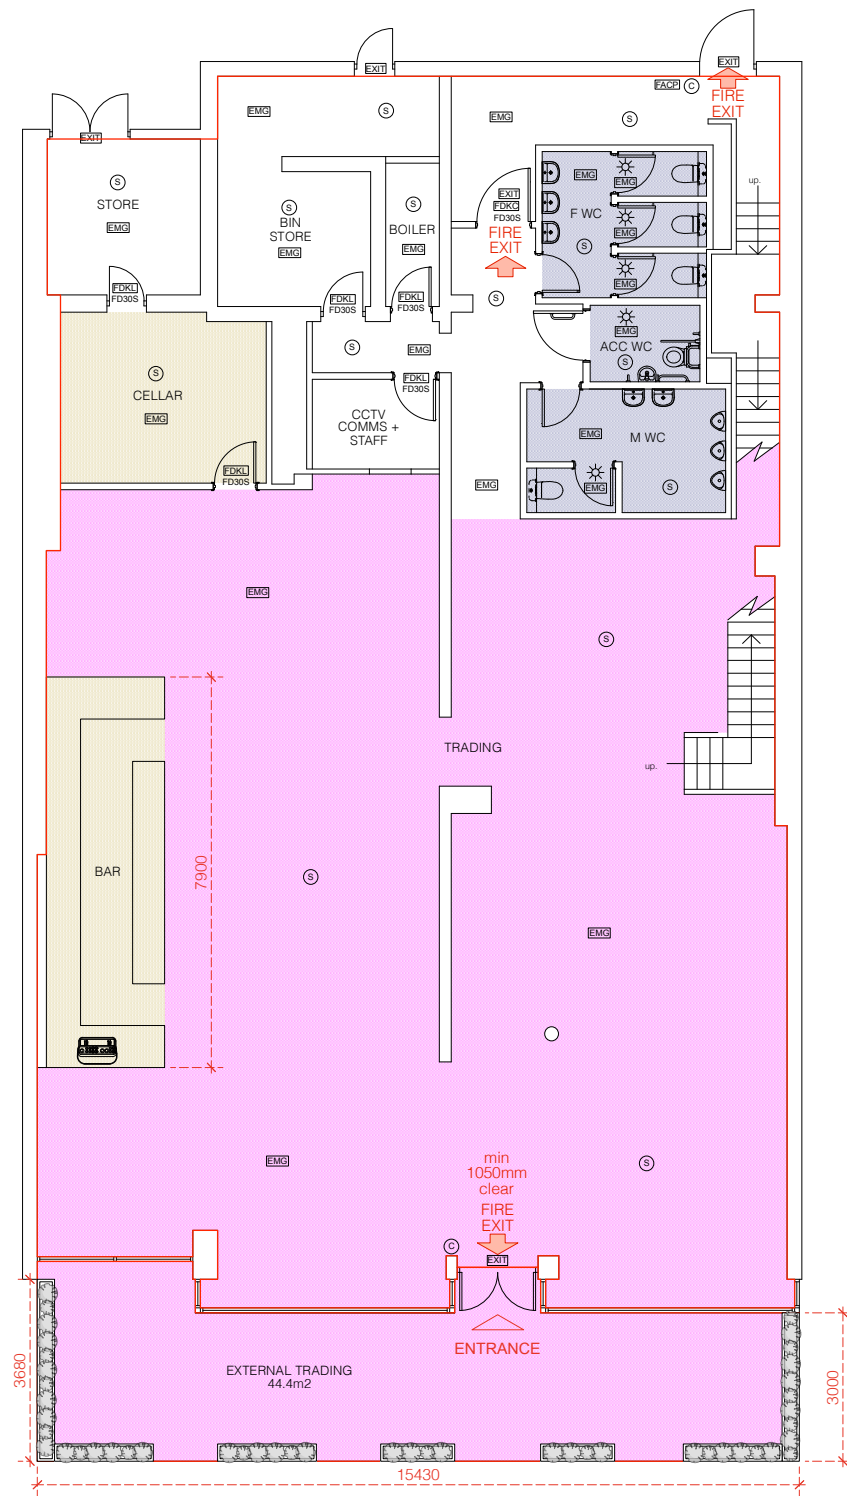 EXIT
EXIT
FACP
C
FIRE
EXIT
EMG
S
EMG
S
EXIT
S
STORE
EMG
S
BIN
STORE
EMG
S
BOILER
EMG
EXIT
FDKC
FD30S
FIRE
EXIT
S
EMG
F WC
S
EMG
EMG
EMG
up.
FDKL
FD30S
FDKL
FD30S
FDKL
FD30S
S
EMG
EMG
ACC WC
S
S
CELLAR
EMG
FDKL
FD30S
CCTV
COMMS +
STAFF
FDKL
FD30S
EMG
M WC
EMG
S
EMG
EMG
S
TRADING
up.
BAR
7900
S
EMG
EMG
S
min
1050mm
clear
FIRE
EXIT
C
EXIT
ENTRANCE
EXTERNAL TRADING
44.4m2
3680
3000
15430